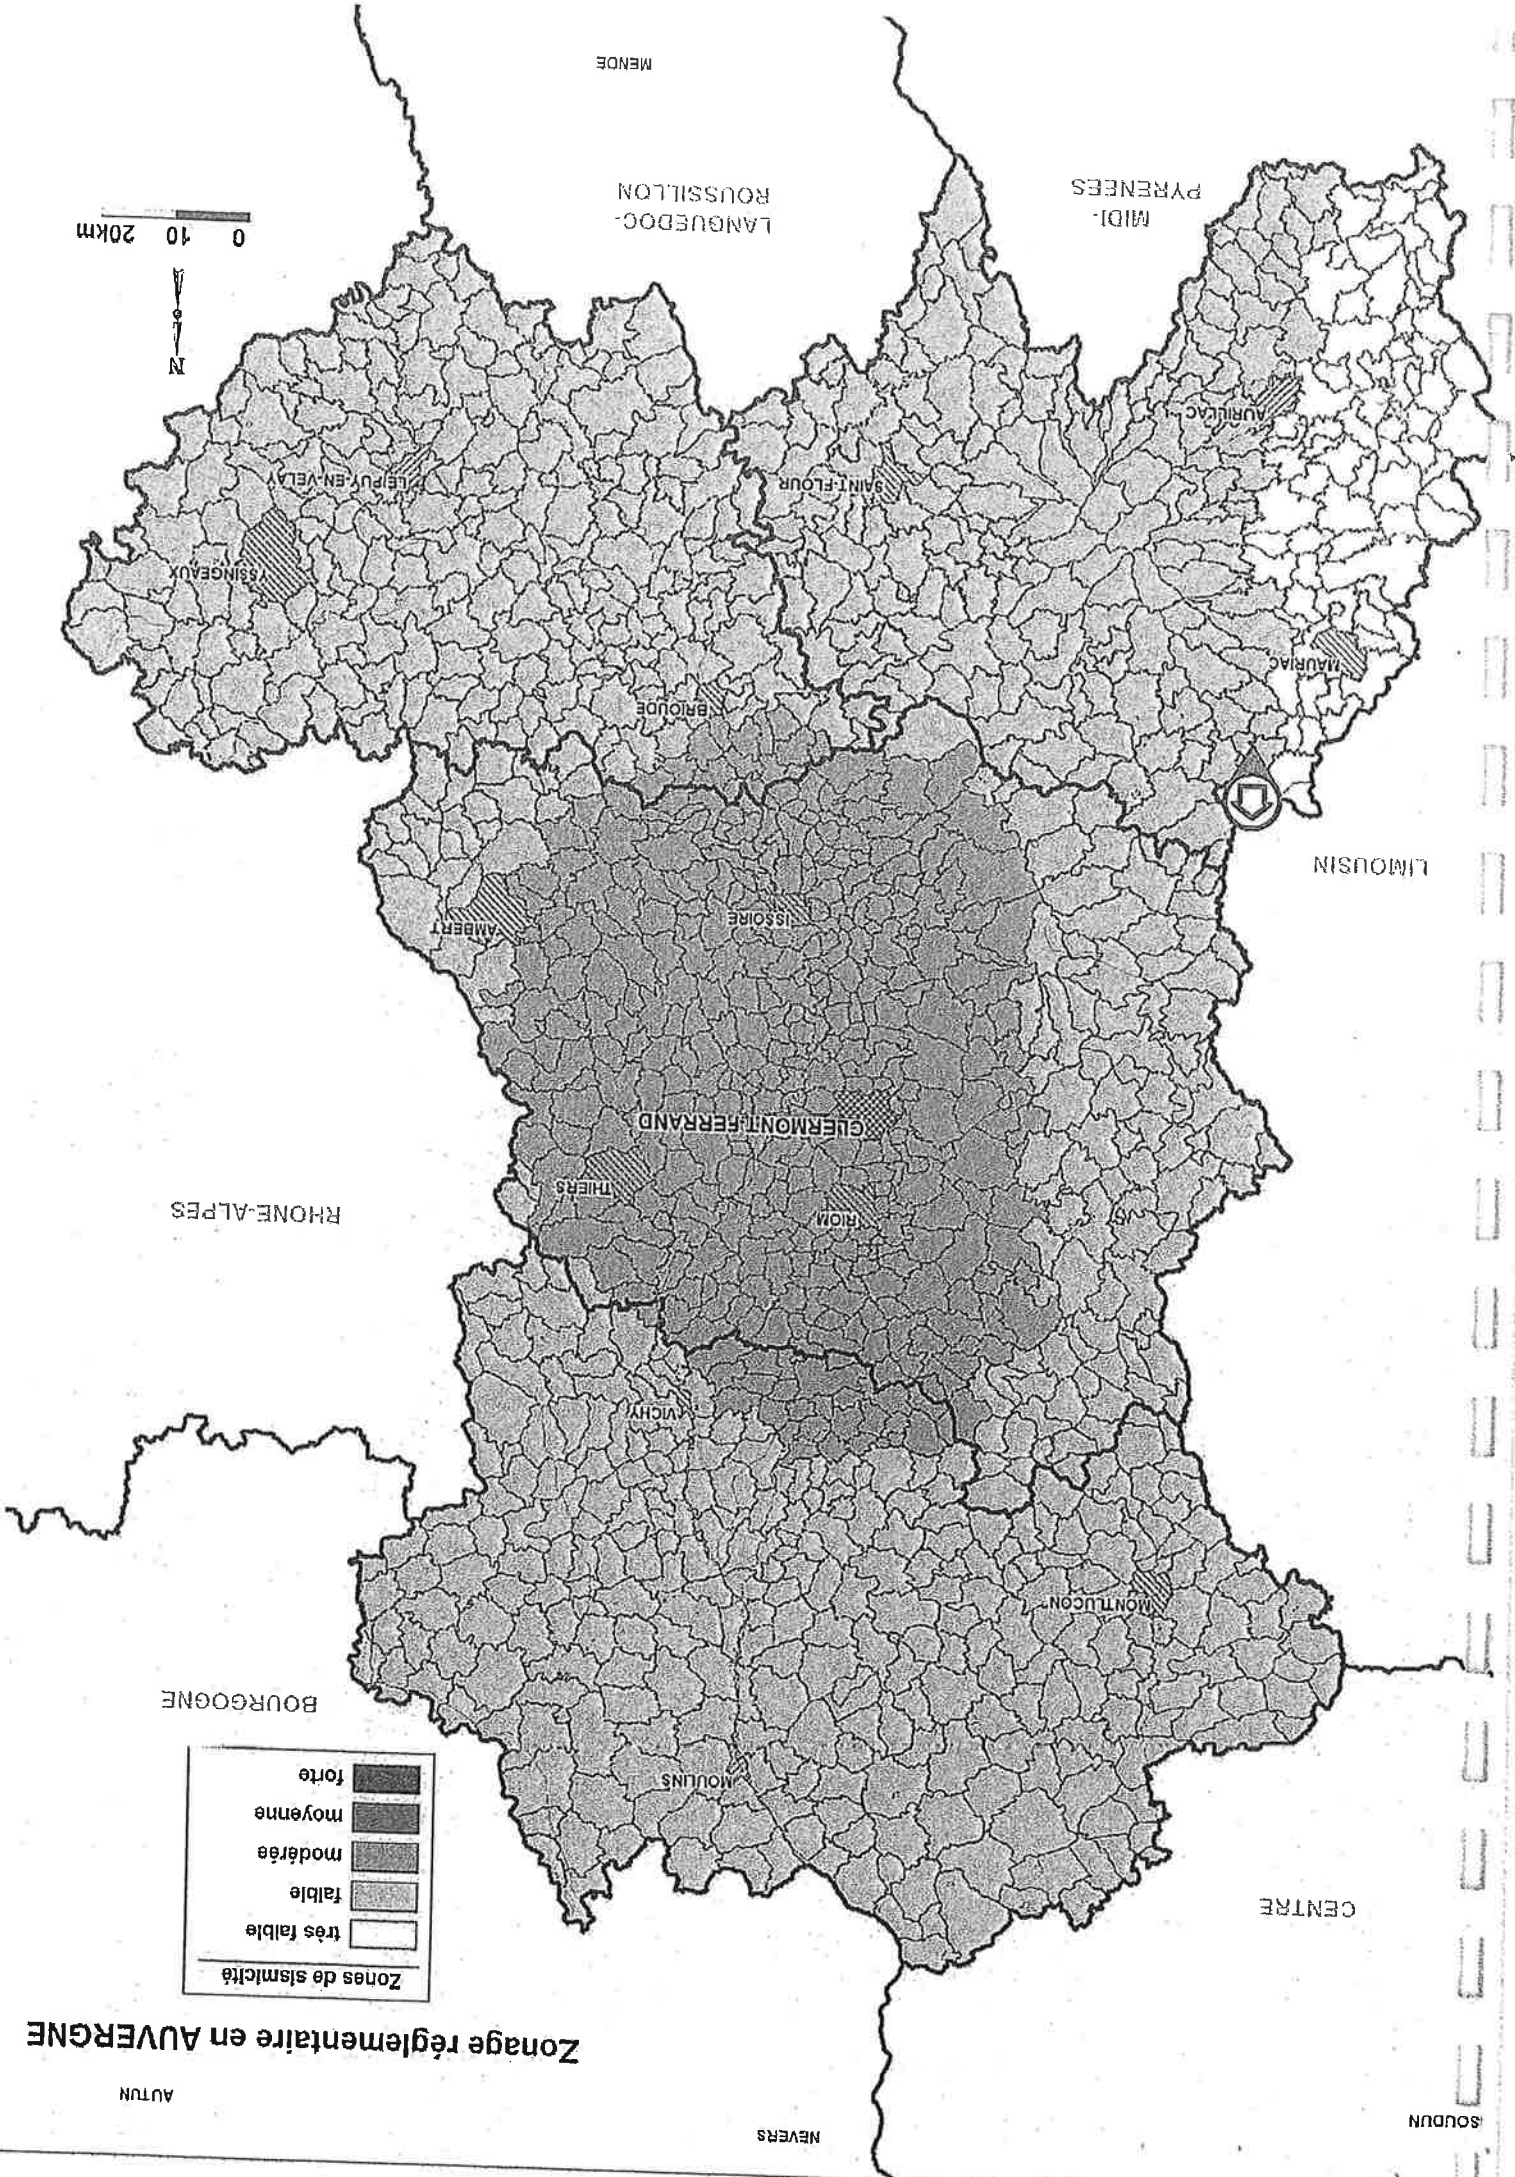 SOUDUN
NEVERS
AUTUN
Zonage réglementaire en AUVERGNE
Zones de sismicité
très faible
faible
modérée
moyenne
forte
CENTRE
MOULINS
BOURGOGNE
MONTLUCON
VICHY
RIOM
THIERS
RHONE-ALPES
CLERMONT-FERRAND
ISSOIRE
AMBERT
LIMOUSIN
BRIOUDE
MAURIAC
YSSINGEAUX
SAINT-FLOUR
LE-PUY-EN-VELAY
AURILLAC
N
0 10 20km
MIDI-
PYRENEES
LANGUEDOC-
ROUSSILLON
MENDE